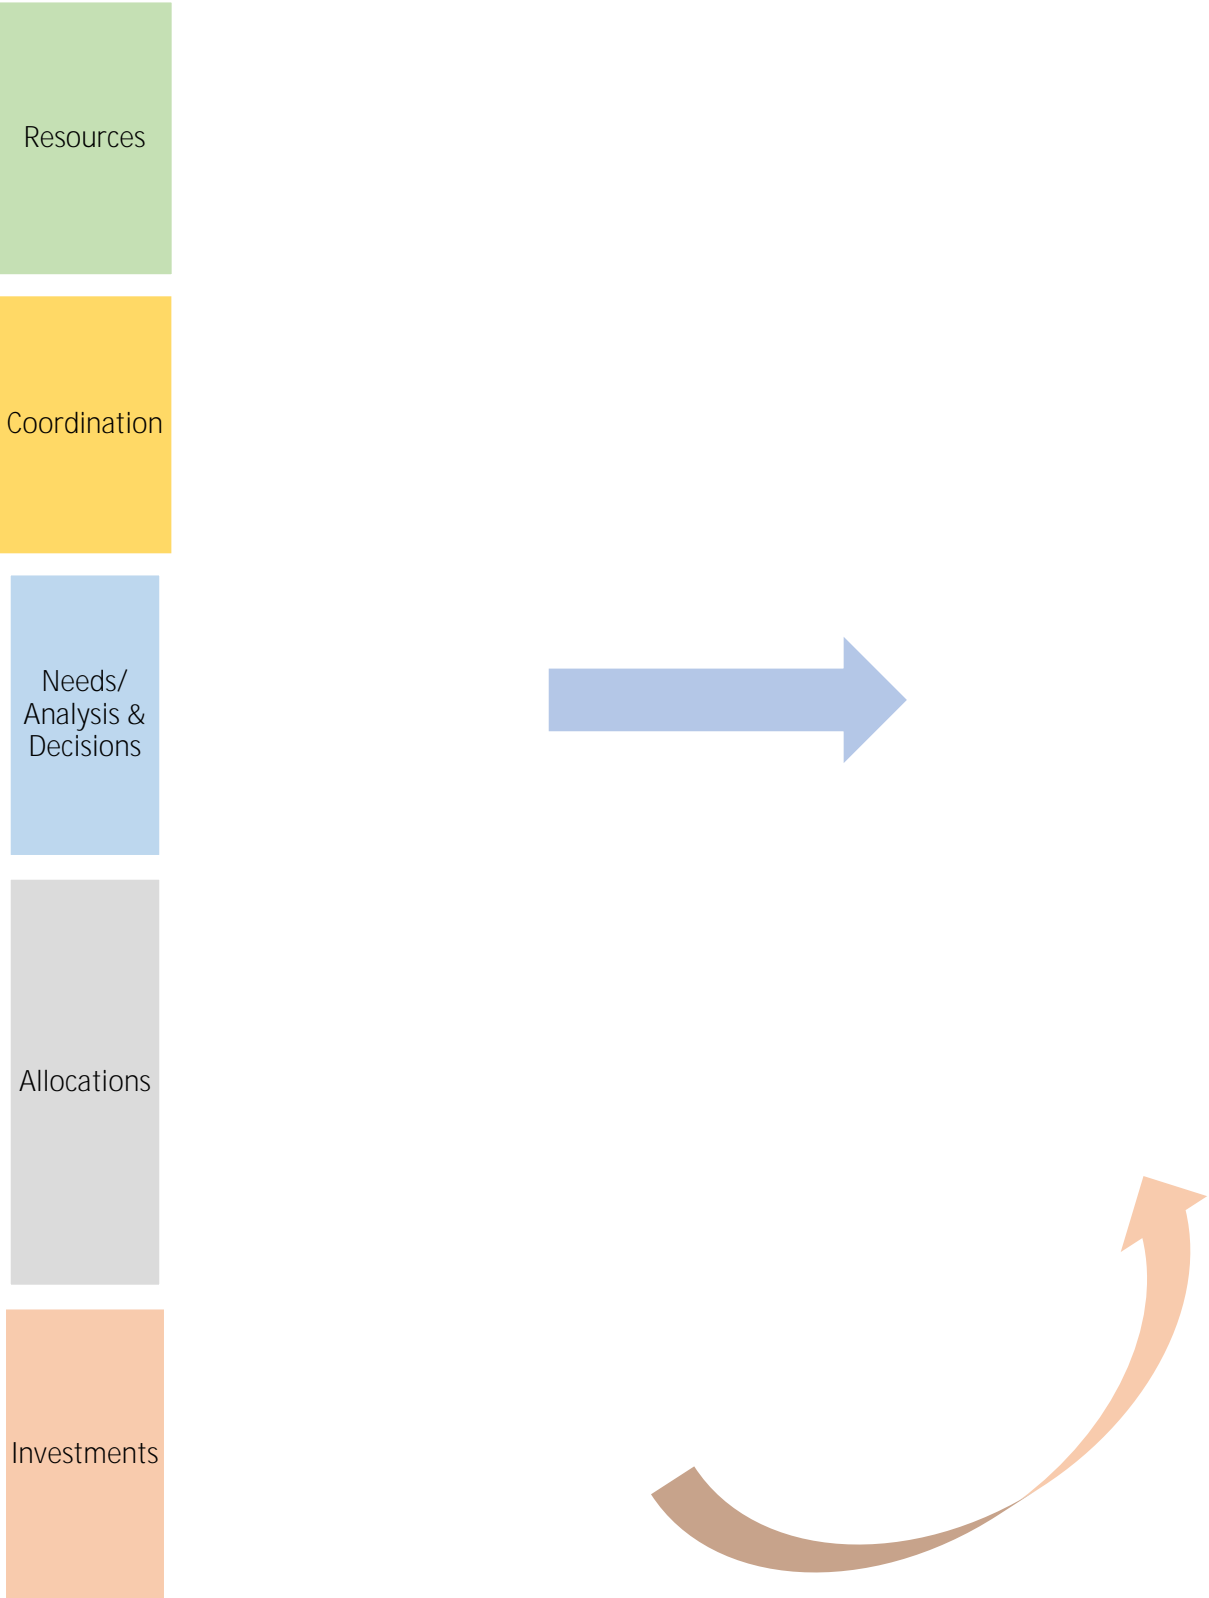 Resources
Coordination
Needs/
Analysis &
Decisions
Allocations
Investments